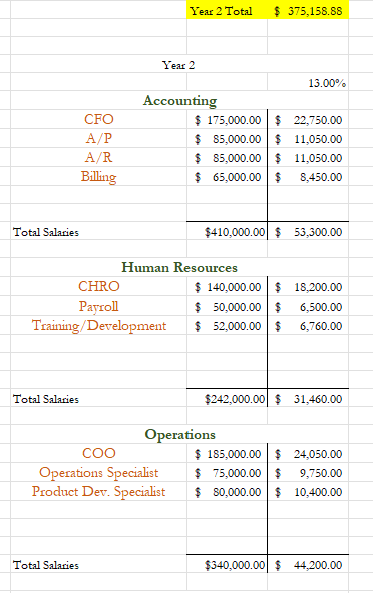 Year 2 Total $ 375,158.88
Year 2
13.00%
Accounting
CFO $ 175,000.00 $ 22,750.00
A/P $ 85,000.00 $ 11,050.00
A/R $ 85,000.00 $ 11,050.00
Billing $ 65,000.00 $ 8,450.00
Total Salaries $410,000.00 $ 53,300.00
Human Resources
CHRO $ 140,000.00 $ 18,200.00
Payroll $ 50,000.00 $ 6,500.00
Training/Development $ 52,000.00 $ 6,760.00
Total Salaries $242,000.00 $ 31,460.00
Operations
COO $ 185,000.00 $ 24,050.00
Operations Specialist $ 75,000.00 $ 9,750.00
Product Dev. Specialist $ 80,000.00 $ 10,400.00
Total Salaries $340,000.00 $ 44,200.00